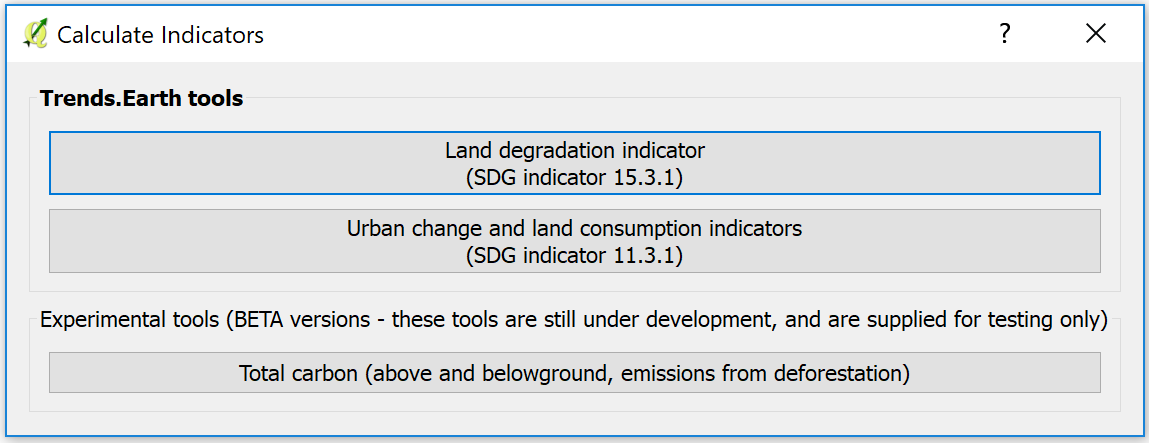 Calculate Indicators
?
Trends.Earth tools
Land degradation indicator
(SDG indicator 15.3.1)
Urban change and land consumption indicators
(SDG indicator 11.3.1)
Experimental tools (BETA versions - these tools are still under development, and are supplied for testing only)
Total carbon (above and belowground, emissions from deforestation)